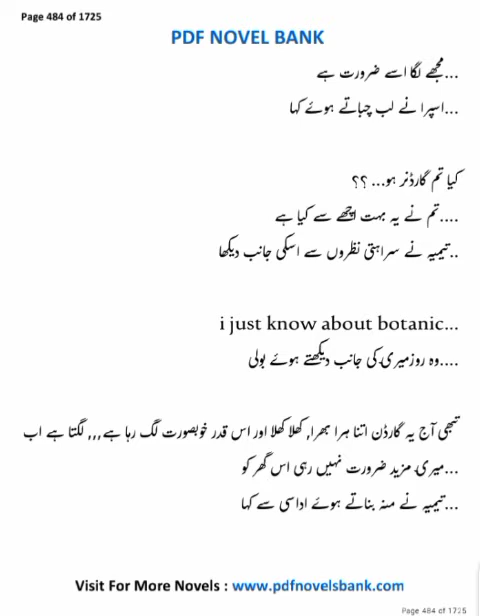 Page 484 of 1725
PDF NOVEL BANK
مجھے لگا اسے ضرورت ہے...
اسپرا نے لب چباتے ہوئے کہا...
کیا تم گارڈنر ہو... ؟؟
تم نے یہ بہت اچھے سے کیا ہے....
تیمیہ نے سراہتی نظروں سے اسکی جانب دیکھا..
i just know about botanic...
وہ روزمیری کی جانب دیکھتے ہوئے بولی....
تبھی آج یہ گارڈن اتنا ہرا بھرا, کھلا کھلا اور اس قدر خوبصورت لگ رہا ہے,,, لگتا ہے اب
میری مزید ضرورت نہیں رہی اس گھر کو...
تیمیہ نے منہ بناتے ہوئے اداسی سے کہا...
Visit For More Novels : www.pdfnovelsbank.com
Page 484 of 1725